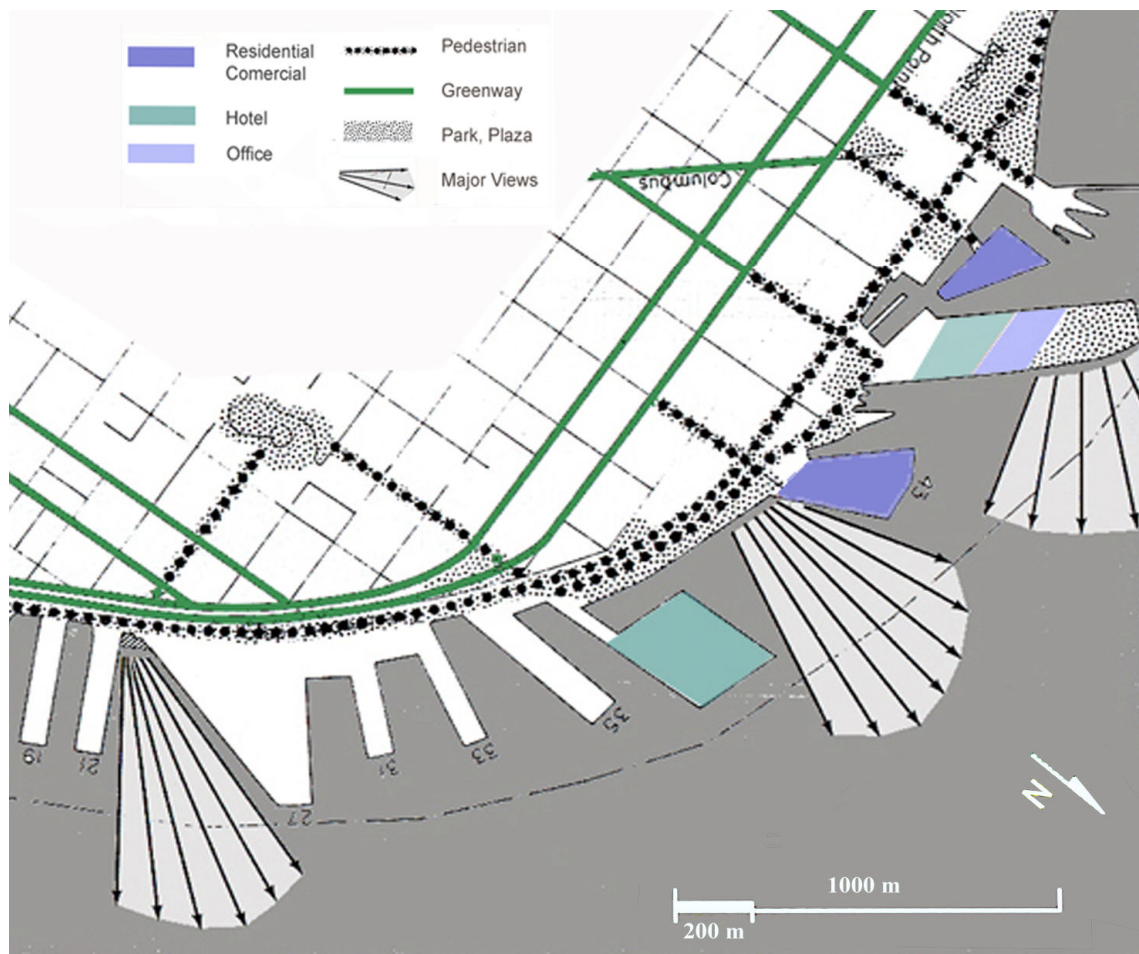 Residential
Comercial
Pedestrian
Greenway
Hotel
Park, Plaza
Office
Major Views
Columbus
North Point
Beach
43
35
33
31
27
21
19
N
1000 m
200 m